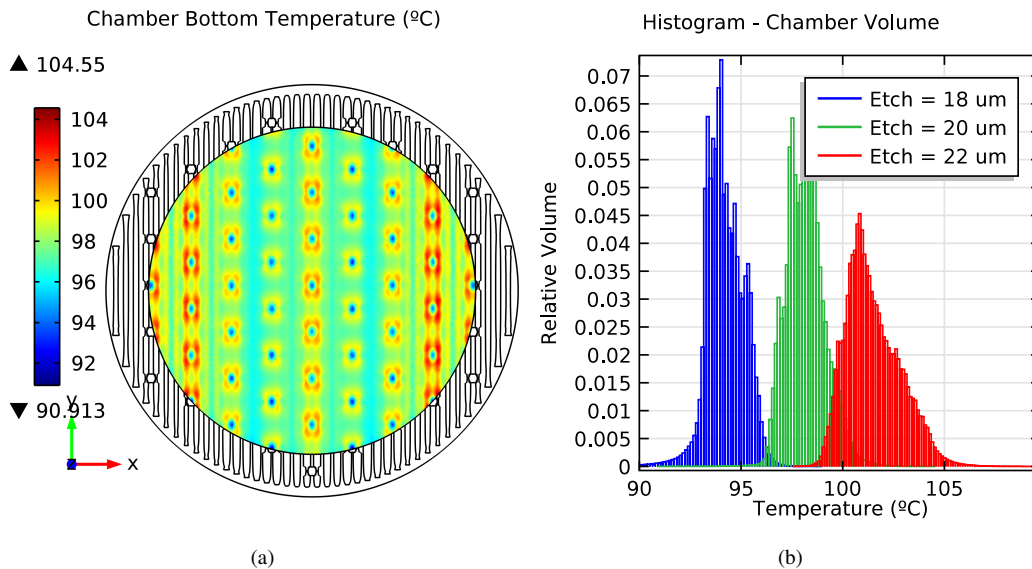 Chamber Bottom Temperature (ºC)
▲ 104.55
104
102
100
98
96
94
92
▼ 90.913
y
x
(a)
Histogram - Chamber Volume
Relative Volume
0.07
0.065
0.06
0.055
0.05
0.045
0.04
0.035
0.03
0.025
0.02
0.015
0.01
0.005
0
Etch = 18 um
Etch = 20 um
Etch = 22 um
90
95
100
105
Temperature (ºC)
(b)